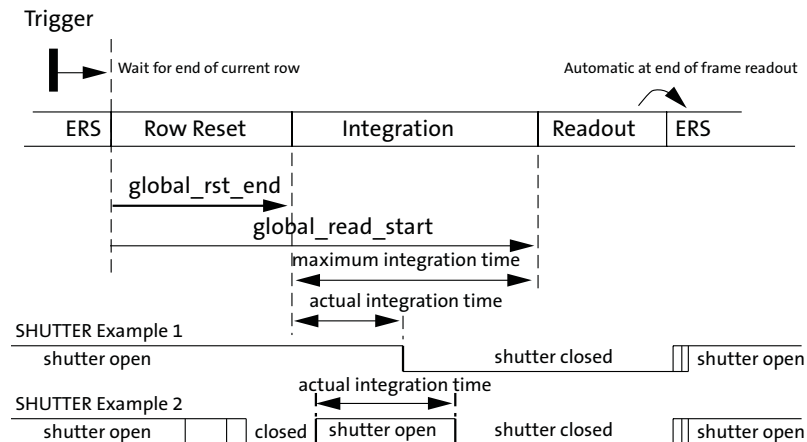 Trigger
Wait for end of current row
Automatic at end of frame readout
ERS Row Reset Integration Readout ERS
global_rst_end
global_read_start
maximum integration time
actual integration time
SHUTTER Example 1
shutter open shutter closed shutter open
actual integration time
SHUTTER Example 2
shutter open closed shutter open shutter closed shutter open